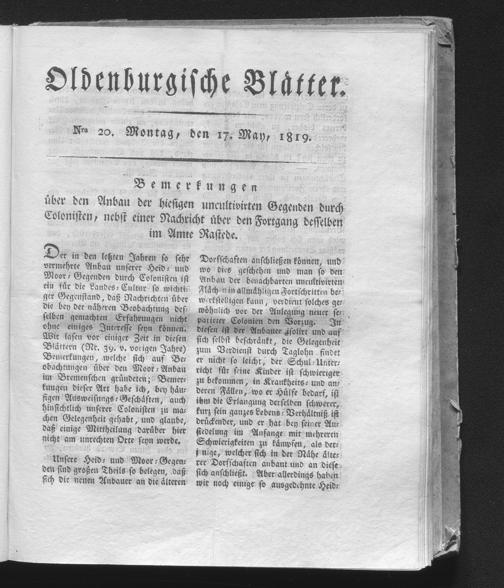 Oldenburgische Blätter.
Nro 20. Montag, den 17. May, 1819.
Bemerkungen
über den Anbau der hiesigen uncultivirten Gegenden durch
Colonisten, nebst einer Nachricht über den Fortgang desselben
im Amte Rastede.
Der in den letzten Jahren so sehr
vermehrte Anbau unserer Heid- und
Moor-Gegenden durch Colonisten ist
ein für die Landes-Cultur so wichti-
ger Gegenstand, daß Nachrichten über
die bey der näheren Beobachtung des-
selben gemachten Erfahrungen nicht
ohne einiges Interesse seyn können.
Wir lasen vor einiger Zeit in diesen
Blättern (Nr. 39. v. vorigen Jahre)
Bemerkungen, welche sich auf Be-
obachtungen über den Moor-Anbau
im Bremenschen gründeten; Bemer-
kungen dieser Art habe ich, bey häu-
figen Ausweisungs-Geschäften, auch
hinsichtlich unserer Colonisten zu ma-
chen Gelegenheit gehabt, und glaube,
daß einige Mittheilung darüber hier
nicht am unrechten Orte seyn werde.
Unsere Heid- und Moor-Gegen-
den sind großen Theils so belegen, daß
sich die neuen Anbauer an die älteren
Dorfschaften anschließen können, und
wo dies geschehen und man so den
Anbau der benachbarten uncultivirten
Fläch n in allmähligen Fortschritten be-
werkstelligen kann, verdient solches ge-
wöhnlich vor der Anlegung neuer se-
paritter Colonien den Vorzug. In
diesen ist der Anbauer isolirt und auf
sich selbst beschränkt, die Gelegenheit
zum Verdienst durch Taglohn findet
er nicht so leicht, der Schul-Unter-
richt für seine Kinder ist schwieriger
zu bekommen, in Krankheits- und an-
deren Fällen, wo er Hülfe bedarf, ist
ihm die Erlangung derselben schwerer,
kurz sein ganzes Lebens-Verhältniß ist
drückender, und er hat bey seiner An-
siedelung im Anfange mit mehreren
Schwierigkeiten zu kämpfen, als der-
j nige, welcher sich in der Nähe älte-
rer Dorfschaften anbaut und an diese
sich anschließt. Aber allerdings haben
wir noch einige so ausgedehnte Heid-